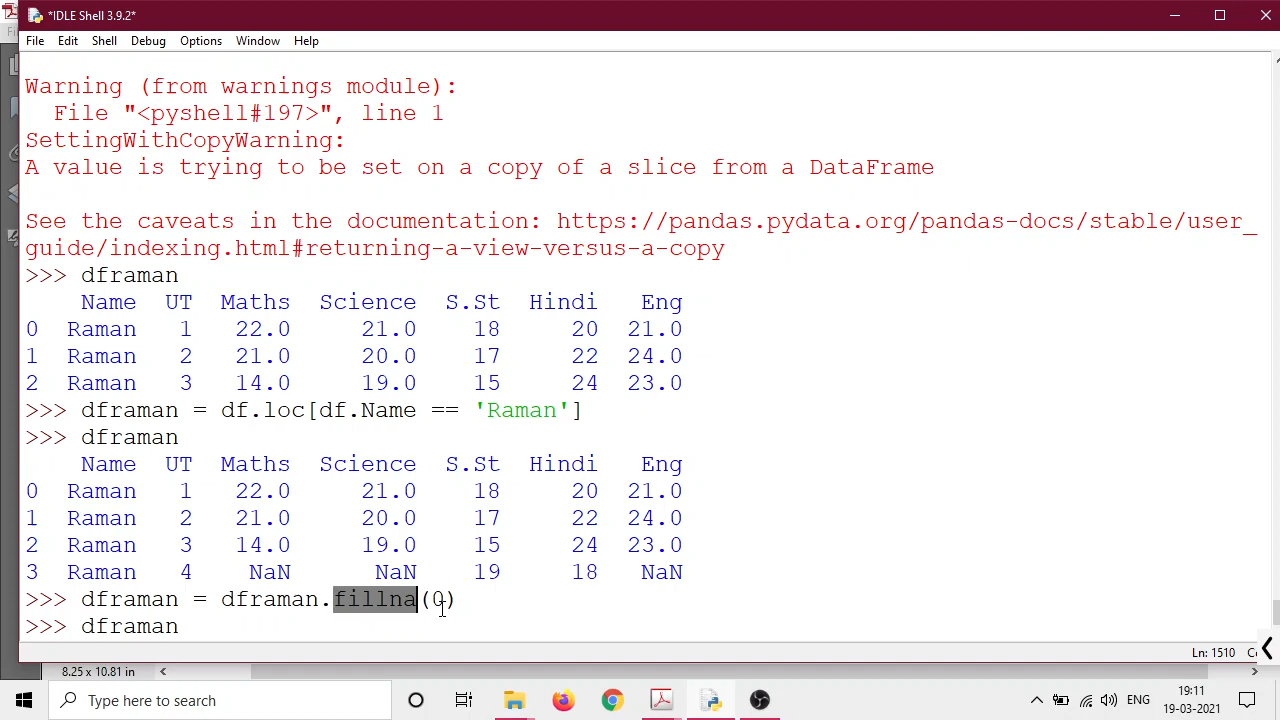 *IDLE Shell 3.9.2*
File Edit Shell Debug Options Window Help
Warning (from warnings module):
  File "<pyshell#197>", line 1
SettingWithCopyWarning:
A value is trying to be set on a copy of a slice from a DataFrame
See the caveats in the documentation: https://pandas.pydata.org/pandas-docs/stable/user_
guide/indexing.html#returning-a-view-versus-a-copy
>>> dframan
    Name  UT  Maths  Science  S.St  Hindi   Eng
0  Raman   1   22.0     21.0    18     20  21.0
1  Raman   2   21.0     20.0    17     22  24.0
2  Raman   3   14.0     19.0    15     24  23.0
>>> dframan = df.loc[df.Name == 'Raman']
>>> dframan
    Name  UT  Maths  Science  S.St  Hindi   Eng
0  Raman   1   22.0     21.0    18     20  21.0
1  Raman   2   21.0     20.0    17     22  24.0
2  Raman   3   14.0     19.0    15     24  23.0
3  Raman   4    NaN      NaN    19     18   NaN
>>> dframan = dframan.fillna(0)
>>> dframan
Ln: 1510
8.25 x 10.81 in
Type here to search
ENG
19:11
19-03-2021